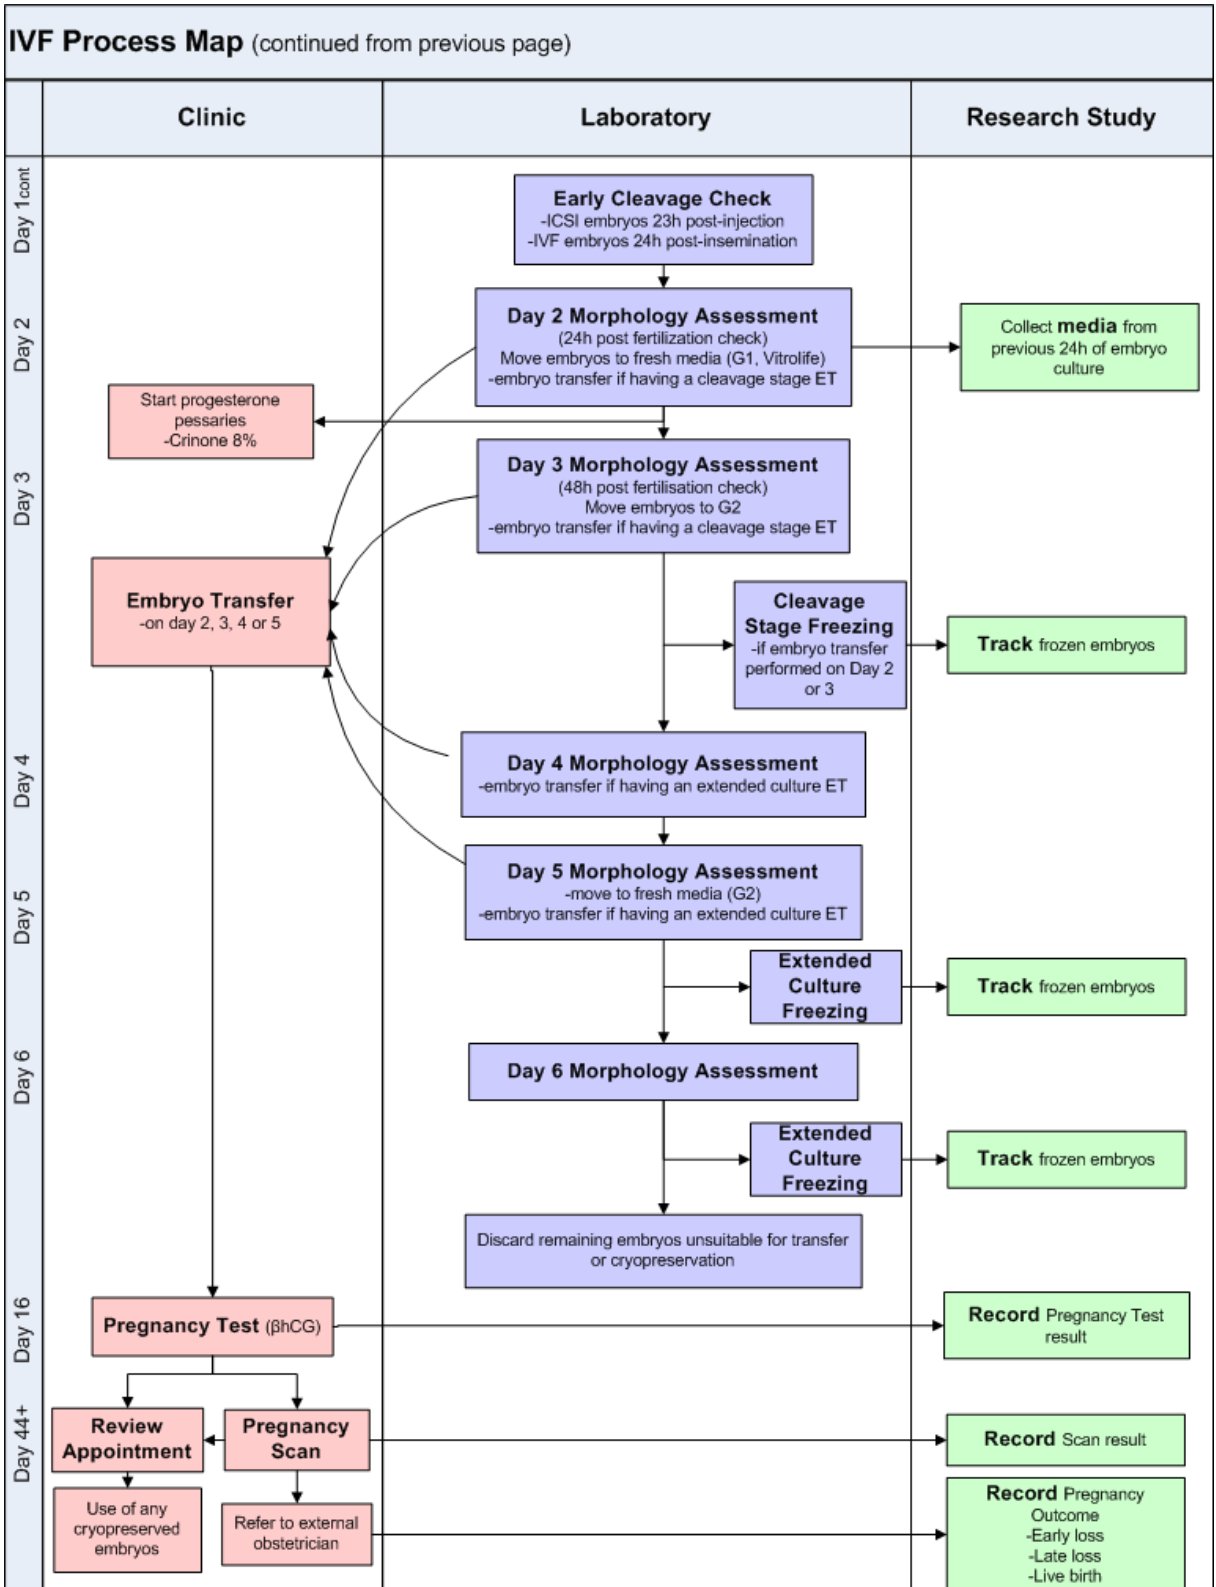 IVF Process Map (continued from previous page)
Clinic
Laboratory
Research Study
Day 1cont
Early Cleavage Check
-ICSI embryos 23h post-injection
-IVF embryos 24h post-insemination
Day 2
Day 2 Morphology Assessment
(24h post fertilization check)
Move embryos to fresh media (G1, Vitrolife)
-embryo transfer if having a cleavage stage ET
Collect media from
previous 24h of embryo
culture
Start progesterone
pessaries
-Crinone 8%
Day 3
Day 3 Morphology Assessment
(48h post fertilisation check)
Move embryos to G2
-embryo transfer if having a cleavage stage ET
Embryo Transfer
-on day 2, 3, 4 or 5
Cleavage
Stage Freezing
-if embryo transfer
performed on Day 2
or 3
Track frozen embryos
Day 4
Day 4 Morphology Assessment
-embryo transfer if having an extended culture ET
Day 5
Day 5 Morphology Assessment
-move to fresh media (G2)
-embryo transfer if having an extended culture ET
Extended
Culture
Freezing
Track frozen embryos
Day 6
Day 6 Morphology Assessment
Extended
Culture
Freezing
Track frozen embryos
Discard remaining embryos unsuitable for transfer
or cryopreservation
Day 16
Pregnancy Test (βhCG)
Record Pregnancy Test
result
Day 44+
Review
Appointment
Pregnancy
Scan
Record Scan result
Use of any
cryopreserved
embryos
Refer to external
obstetrician
Record Pregnancy
Outcome
-Early loss
-Late loss
-Live birth